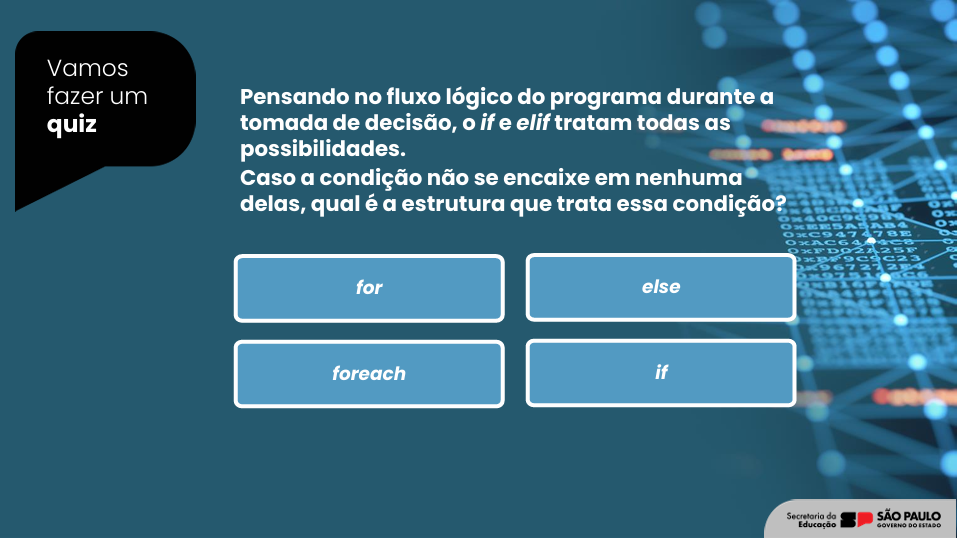 Vamos
fazer um
quiz
Pensando no fluxo lógico do programa durante a
tomada de decisão, o if e elif tratam todas as
possibilidades.
Caso a condição não se encaixe em nenhuma
delas, qual é a estrutura que trata essa condição?
for
else
foreach
if
Secretaria da
Educação
SÃO PAULO
GOVERNO DO ESTADO